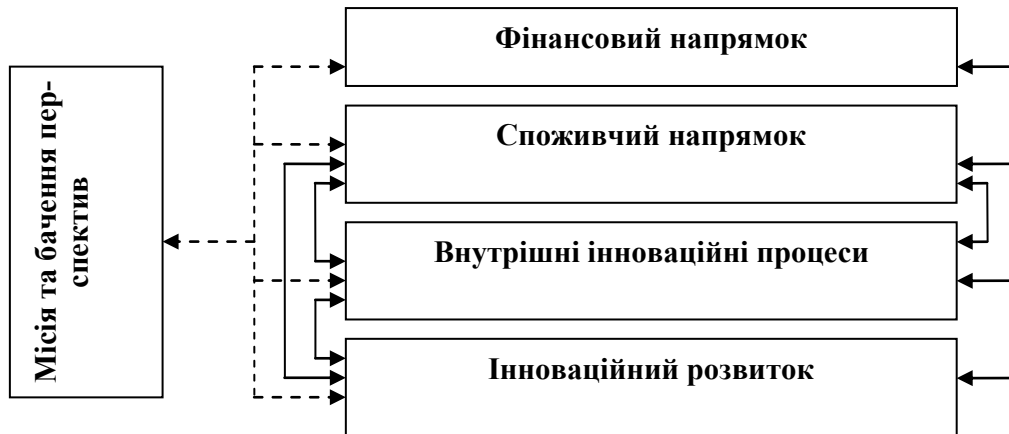 Місія та бачення пер-
спектив
Фінансовий напрямок
Споживчий напрямок
Внутрішні інноваційні процеси
Інноваційний розвиток